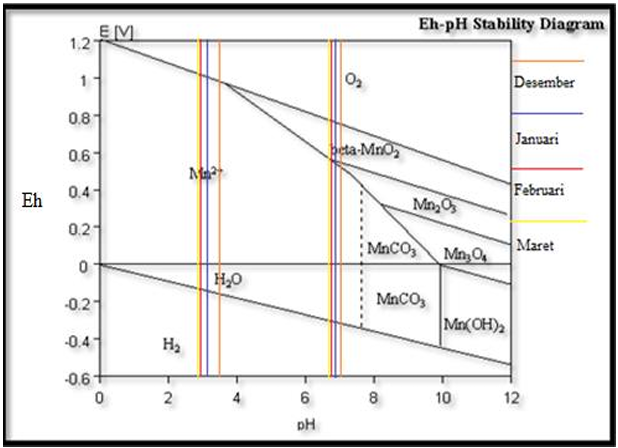 Eh-pH Stability Diagram
E [V]
1.2
1
0.8
0.6
0.4
0.2
0
-0.2
-0.4
-0.6
Eh
O₂
beta-MnO₂
Mn²⁺
Mn₂O₃
MnCO₃
Mn₃O₄
H₂O
MnCO₃
Mn(OH)₂
H₂
0 2 4 6 8 10 12
pH
Desember
Januari
Februari
Maret